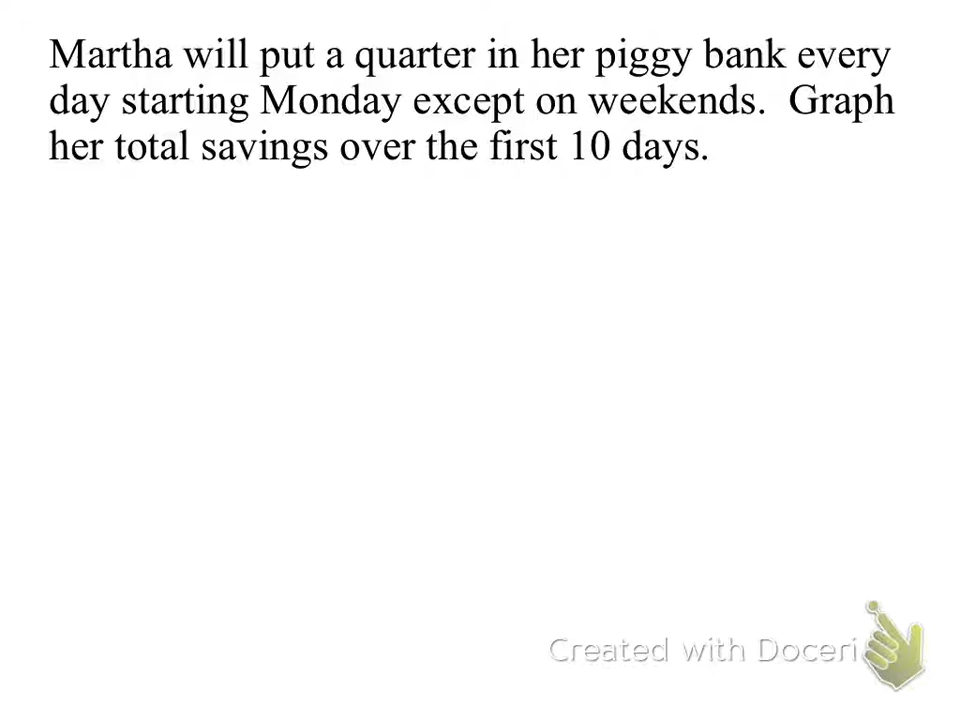 Martha will put a quarter in her piggy bank every
day starting Monday except on weekends.  Graph
her total savings over the first 10 days.
Created with Doceri